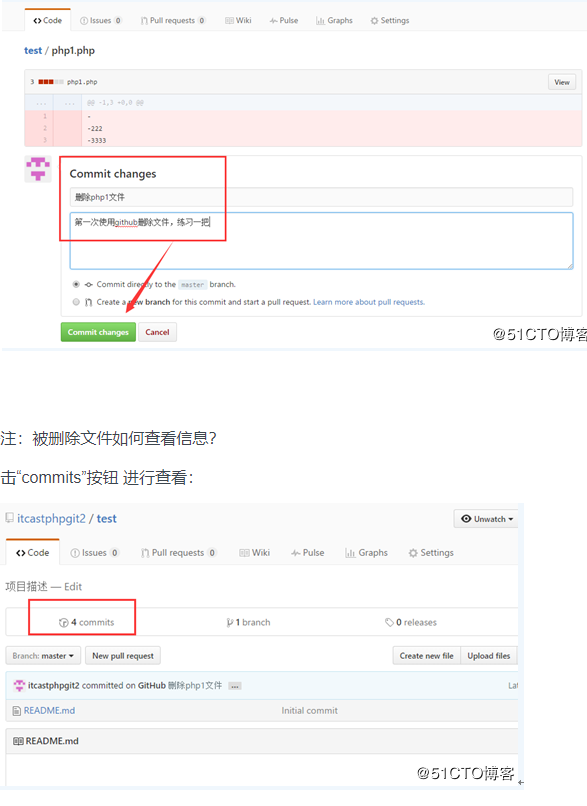 Code Issues 0 Pull requests 0 Wiki Pulse Graphs Settings
test / php1.php
3 php1.php View
... ... @@ -1,3 +0,0 @@
1 -
2 -222
3 -3333
Commit changes
删除php1文件
第一次使用github删除文件，练习一把
Commit directly to the master branch.
Create a new branch for this commit and start a pull request. Learn more about pull requests.
Commit changes Cancel
@51CTO博客
注：被删除文件如何查看信息？
击“commits”按钮 进行查看：
itcastphpgit2 / test Unwatch
Code Issues 0 Pull requests 0 Wiki Pulse Graphs Settings
项目描述 — Edit
4 commits 1 branch 0 releases
Branch: master New pull request Create new file Upload files
itcastphpgit2 committed on GitHub 删除php1文件 ... Lat
README.md Initial commit
README.md
@51CTO博客